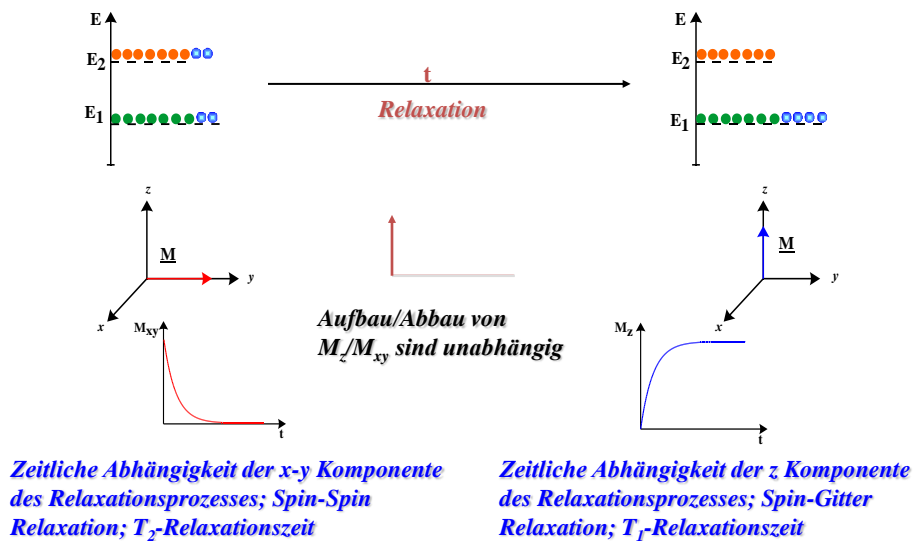 E
E2
E1
t
Relaxation
E
E2
E1
z
M
y
x
Mxy
t
Aufbau/Abbau von
Mz/Mxy sind unabhängig
z
M
y
x
Mz
t
Zeitliche Abhängigkeit der x-y Komponente
des Relaxationsprozesses; Spin-Spin
Relaxation; T2-Relaxationszeit
Zeitliche Abhängigkeit der z Komponente
des Relaxationsprozesses; Spin-Gitter
Relaxation; T1-Relaxationszeit